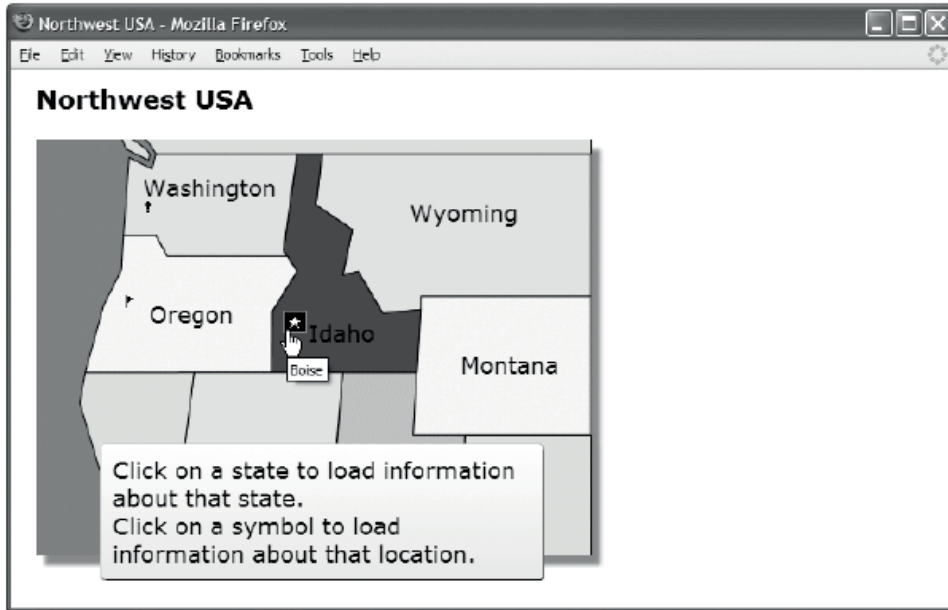 Northwest USA - Mozilla Firefox
File Edit View History Bookmarks Tools Help
Northwest USA
Washington
Wyoming
Oregon
Idaho
Boise
Montana
Click on a state to load information
about that state.
Click on a symbol to load
information about that location.